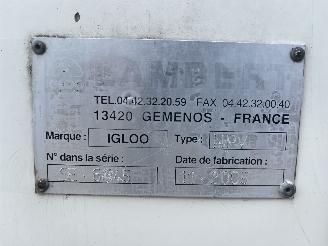 LAMBERT
TEL.04.42.32.20.59 FAX 04.42.32.00.40
13420 GEMENOS - FRANCE
Marque : IGLOO Type :
N° dans la série : Date de fabrication :